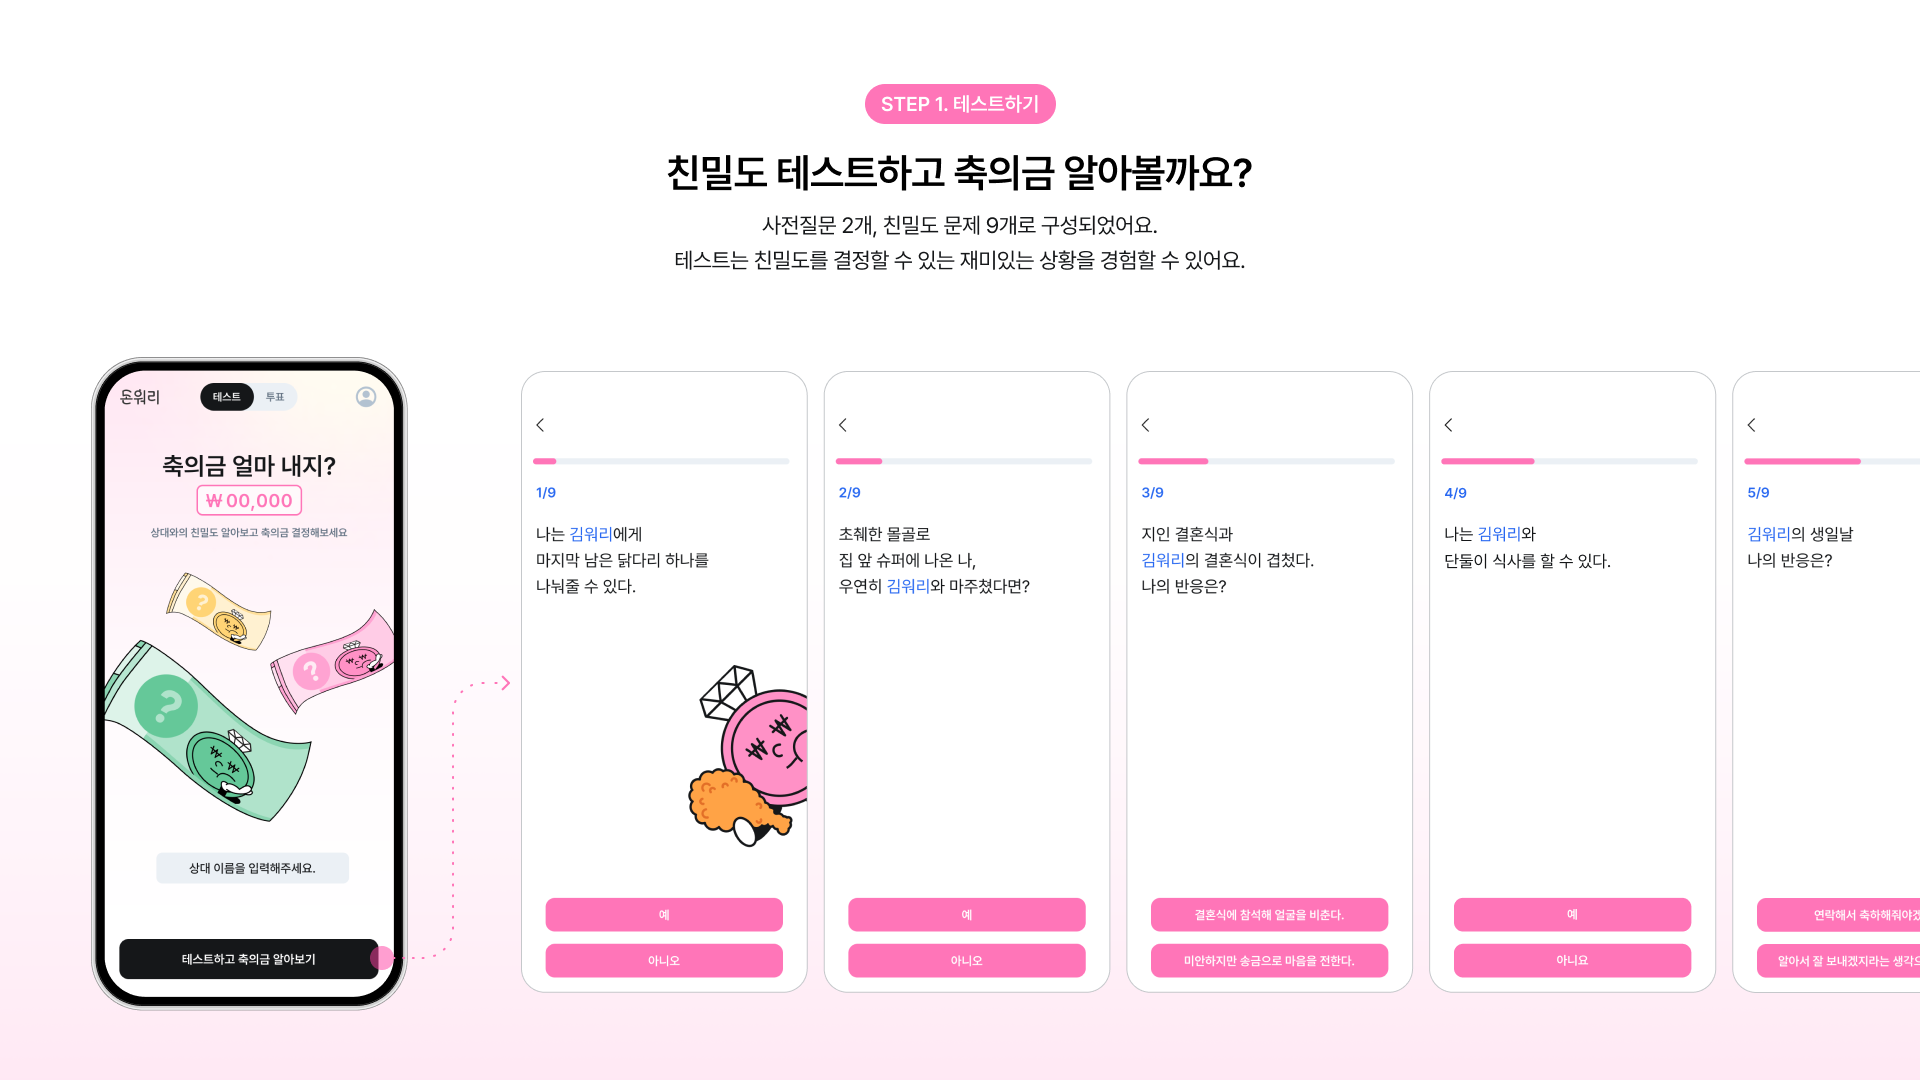 STEP 1. 테스트하기
친밀도 테스트하고 축의금 알아볼까요?
사전질문 2개, 친밀도 문제 9개로 구성되었어요.
테스트는 친밀도를 결정할 수 있는 재미있는 상황을 경험할 수 있어요.
돈워리
테스트
투표
축의금 얼마 내지?
₩ 00,000
상대와의 친밀도 알아보고 축의금 결정해보세요
?
?
?
상대 이름을 입력해주세요.
테스트하고 축의금 알아보기
1/9
나는 김워리에게
마지막 남은 닭다리 하나를
나눠줄 수 있다.
예
아니오
2/9
초췌한 몰골로
집 앞 슈퍼에 나온 나,
우연히 김워리와 마주쳤다면?
예
아니오
3/9
지인 결혼식과
김워리의 결혼식이 겹쳤다.
나의 반응은?
결혼식에 참석해 얼굴을 비춘다.
미안하지만 송금으로 마음을 전한다.
4/9
나는 김워리와
단둘이 식사를 할 수 있다.
예
아니요
5/9
김워리의 생일날
나의 반응은?
연락해서 축하해줘야
알아서 잘 보내겠지라는